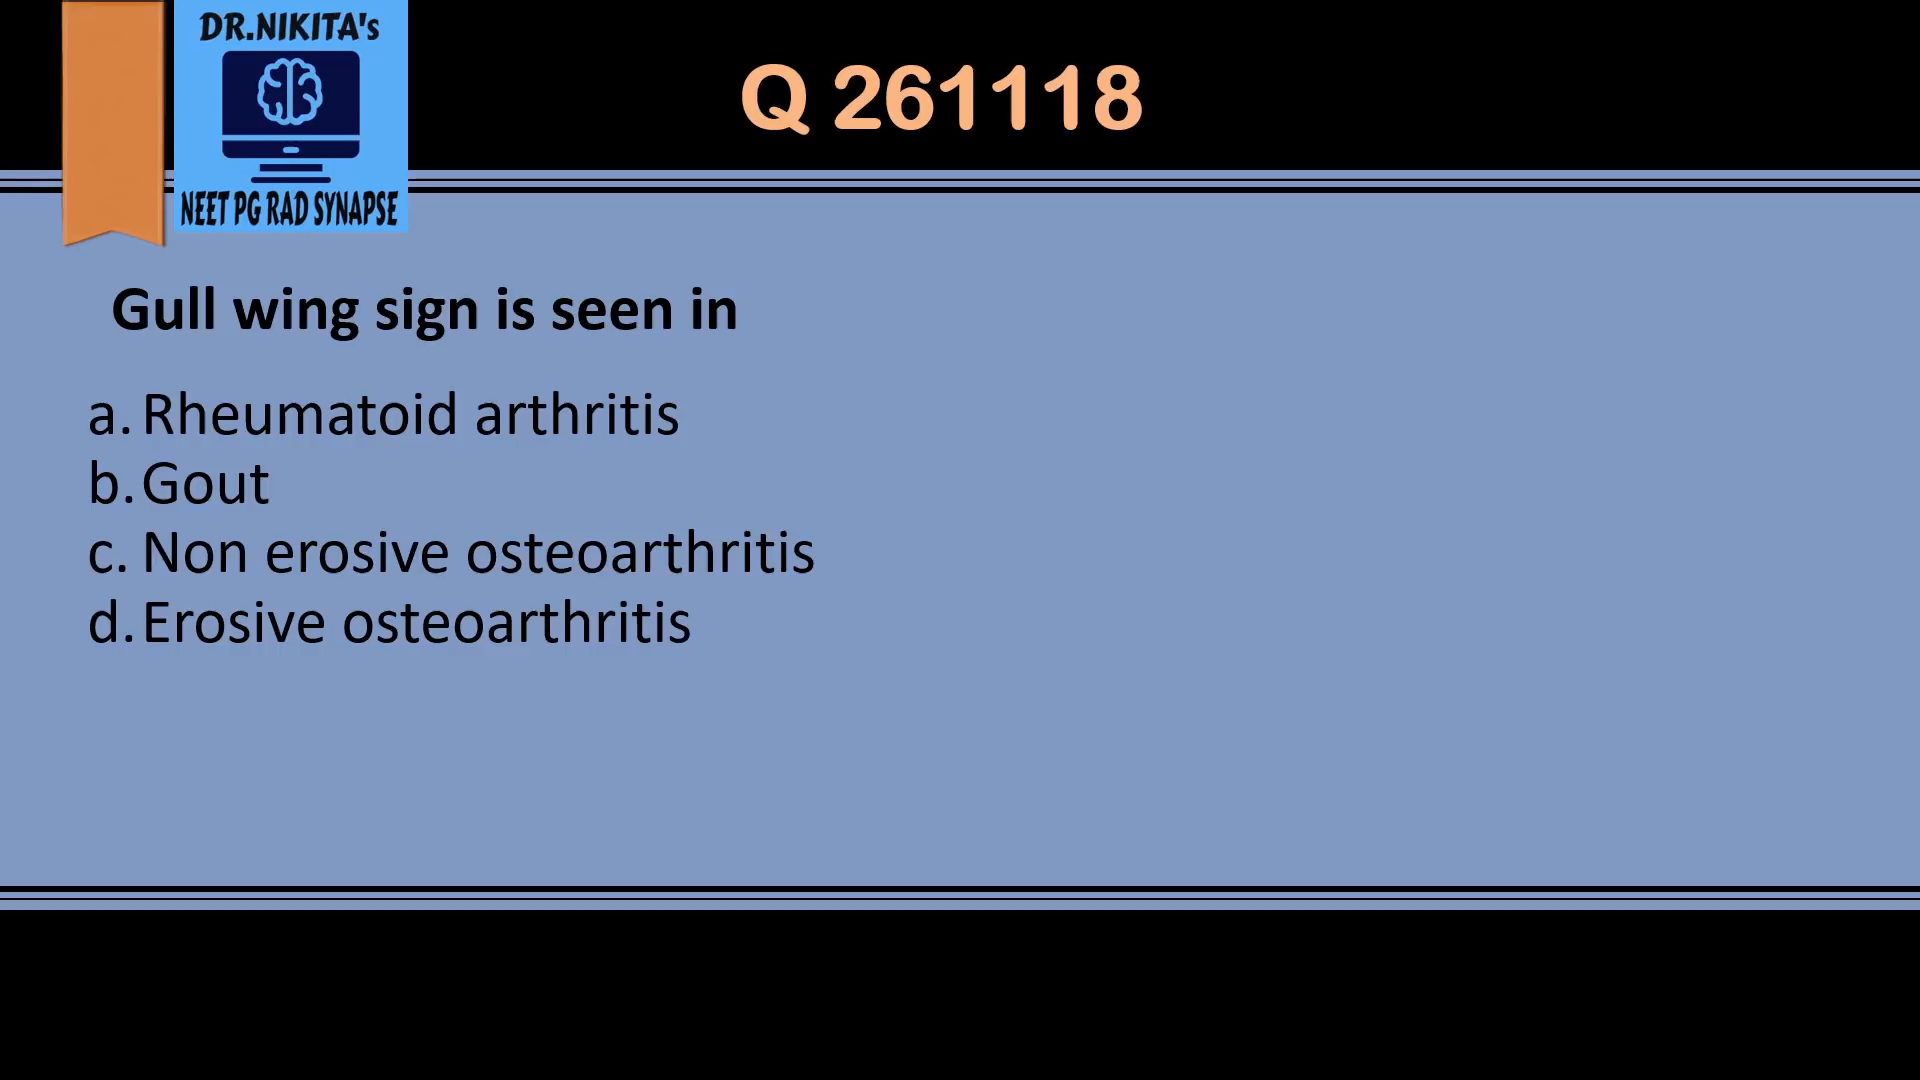 DR.NIKITA's
NEET PG RAD SYNAPSE
Q 261118
Gull wing sign is seen in
a. Rheumatoid arthritis
b. Gout
c. Non erosive osteoarthritis
d. Erosive osteoarthritis